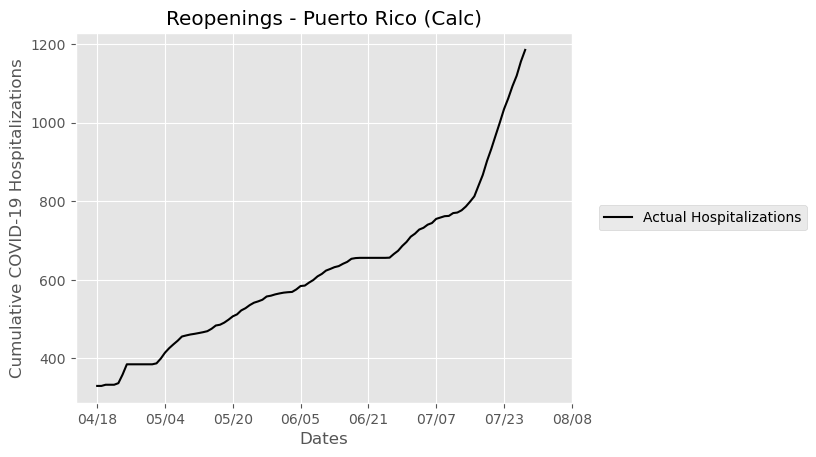 Reopenings - Puerto Rico (Calc)
Cumulative COVID-19 Hospitalizations
1200
1000
800
600
400
04/18 05/04 05/20 06/05 06/21 07/07 07/23 08/08
Dates
Actual Hospitalizations